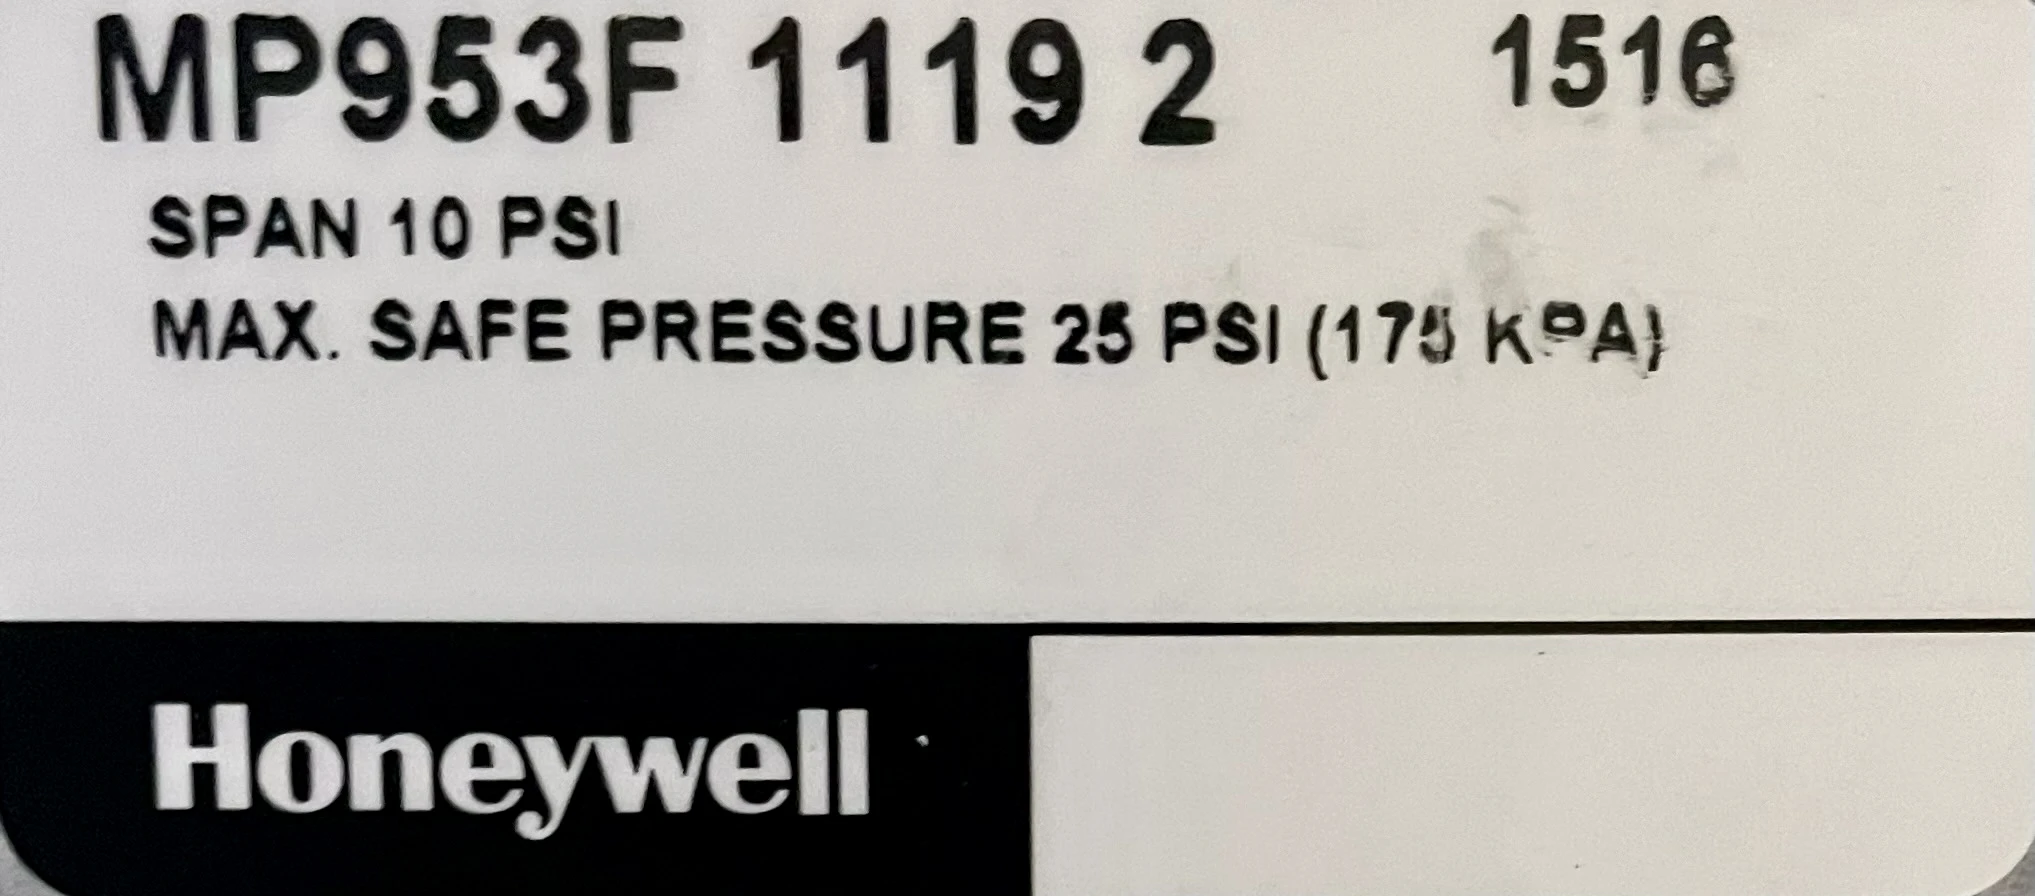 MP953F 1119 2 1516
SPAN 10 PSI
MAX. SAFE PRESSURE 25 PSI (175 KPA)
Honeywell